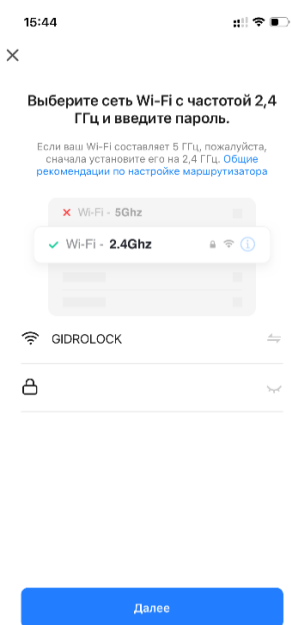 15:44
Выберите сеть Wi-Fi с частотой 2,4
ГГц и введите пароль.
Если ваш Wi-Fi составляет 5 ГГц, пожалуйста,
сначала установите его на 2,4 ГГц. Общие
рекомендации по настройке маршрутизатора
Wi-Fi - 5Ghz
Wi-Fi - 2.4Ghz
GIDROLOCK
Далее